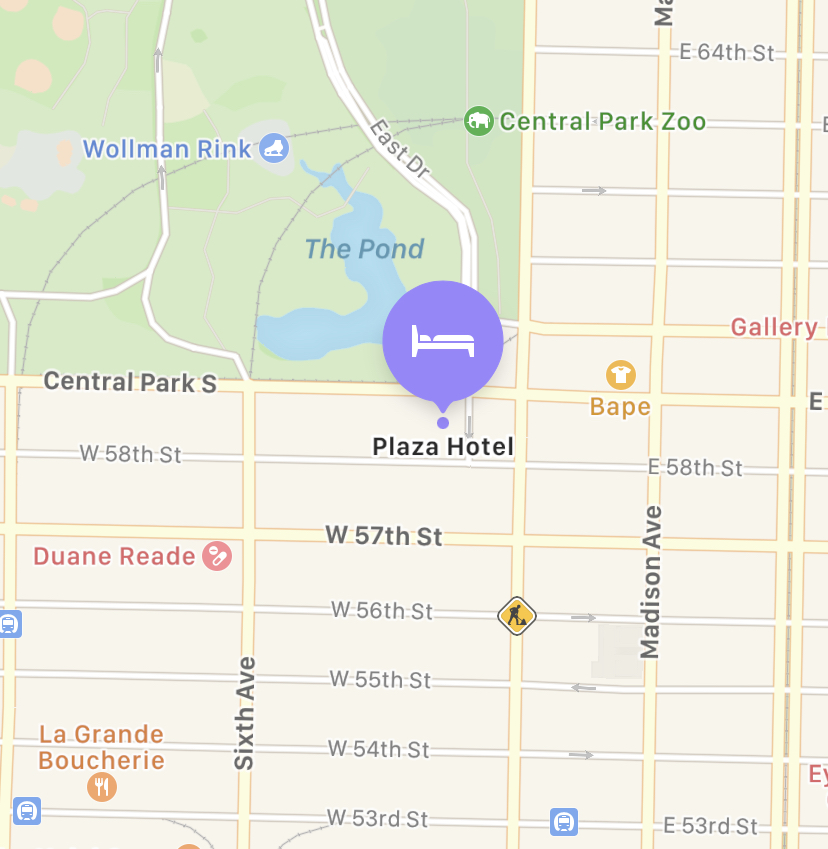 Ma
E 64th St
Central Park Zoo
E
East Dr
Wollman Rink
The Pond
Gallery
Central Park S
Bape
E
Plaza Hotel
W 58th St
E 58th St
W 57th St
Duane Reade
Madison Ave
W 56th St
W 55th St
Sixth Ave
La Grande
Boucherie
W 54th St
Ey
W 53rd St
E 53rd St